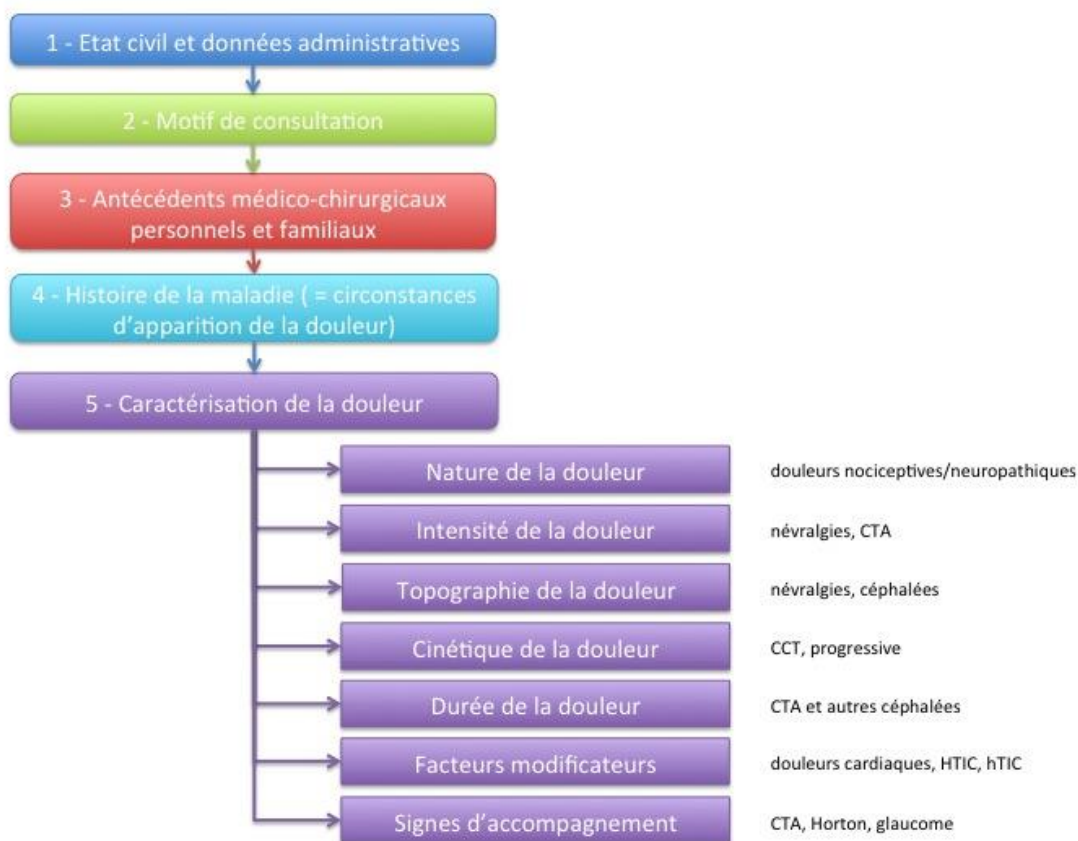 1 - Etat civil et données administratives
2 - Motif de consultation
3 - Antécédents médico-chirurgicaux
personnels et familiaux
4 - Histoire de la maladie ( = circonstances
d’apparition de la douleur)
5 - Caractérisation de la douleur
Nature de la douleur
douleurs nociceptives/neuropathiques
Intensité de la douleur
névralgies, CTA
Topographie de la douleur
névralgies, céphalées
Cinétique de la douleur
CCT, progressive
Durée de la douleur
CTA et autres céphalées
Facteurs modificateurs
douleurs cardiaques, HTIC, hTIC
Signes d’accompagnement
CTA, Horton, glaucome